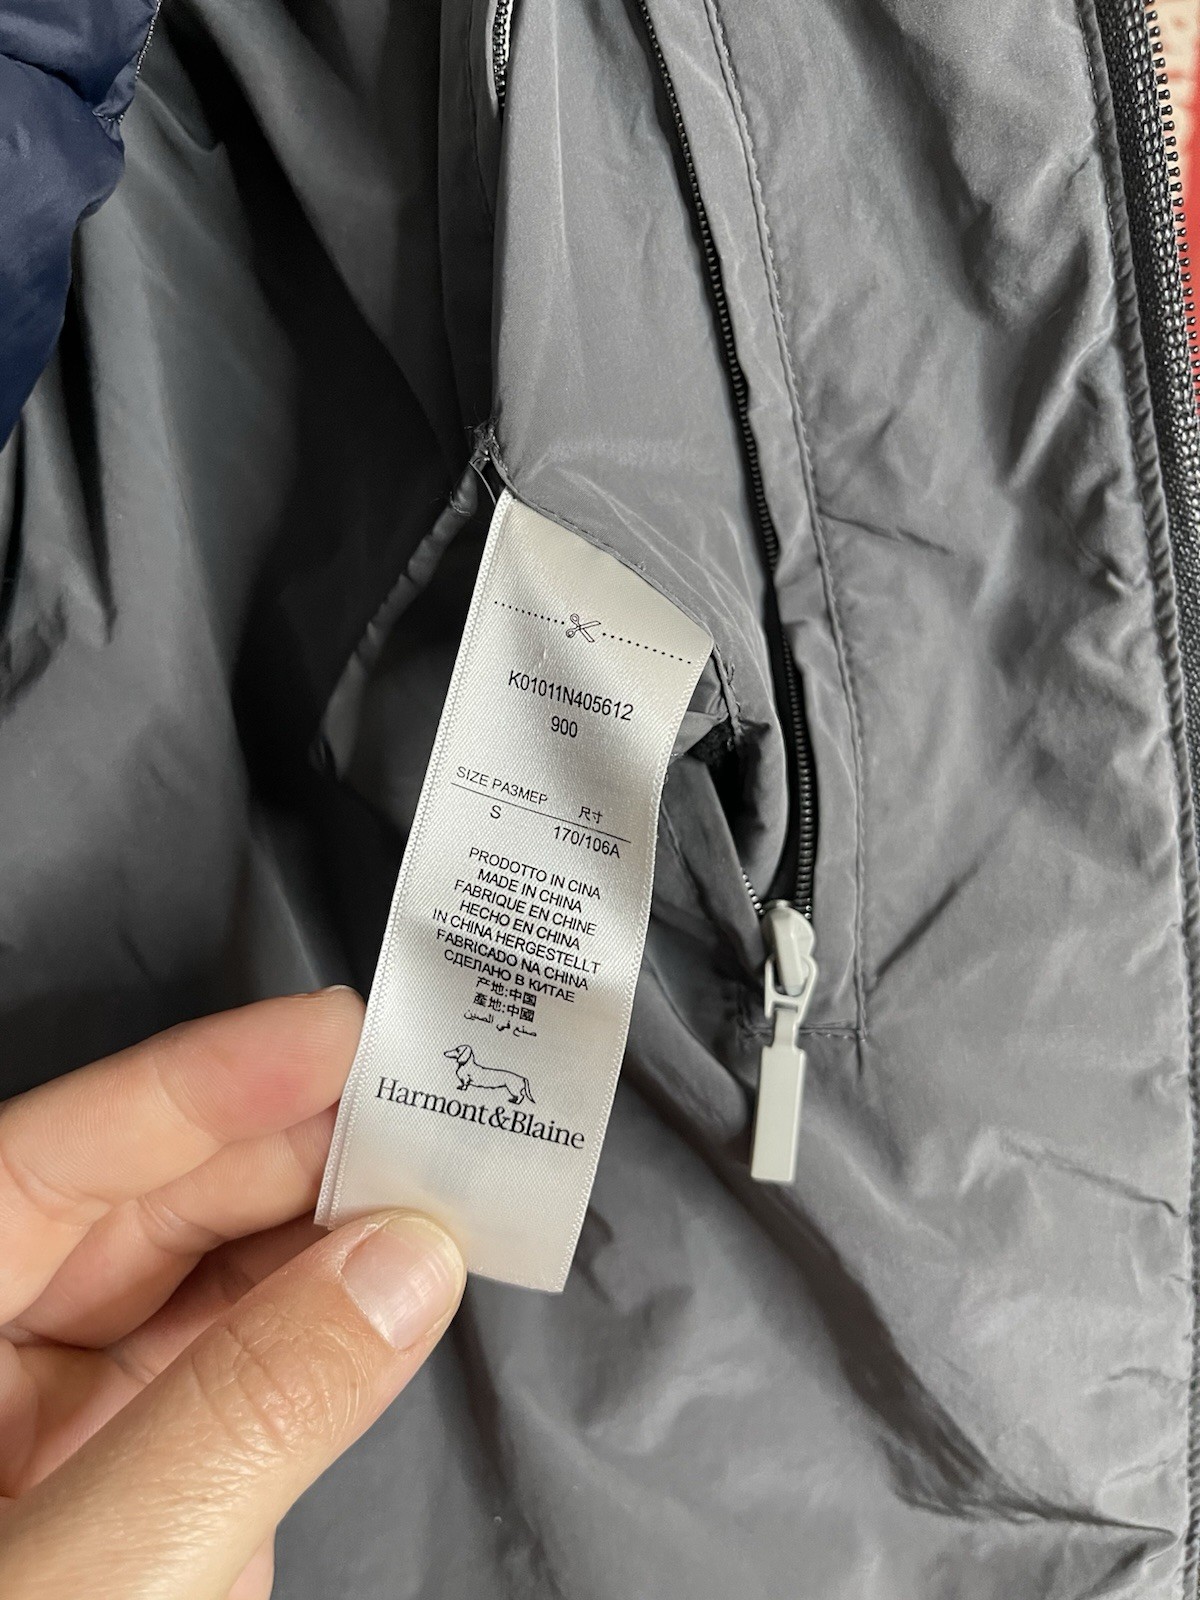 K01011N405612
900
SIZE РАЗМЕР 尺寸
S 170/106A
PRODOTTO IN CINA
MADE IN CHINA
FABRIQUE EN CHINE
HECHO EN CHINA
IN CHINA HERGESTELLT
FABRICADO NA CHINA
СДЕЛАНО В КИТАЕ
产地:中国
產地:中國
صنع في الصين
Harmont&Blaine